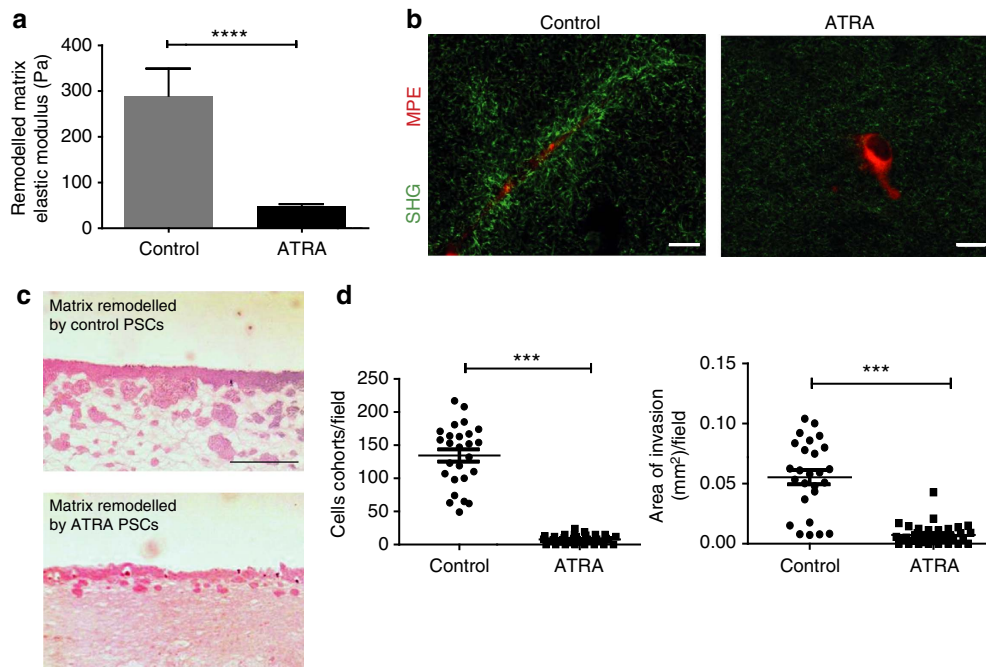 a
****
400
300
200
100
0
Remodelled matrix
elastic modulus (Pa)
Control
ATRA
b
Control
ATRA
MPE
SHG
c
Matrix remodelled
by control PSCs
Matrix remodelled
by ATRA PSCs
d
***
250
200
150
100
50
0
Cells cohorts/field
Control
ATRA
***
0.15
0.10
0.05
0.00
Area of invasion
(mm²)/field
Control
ATRA